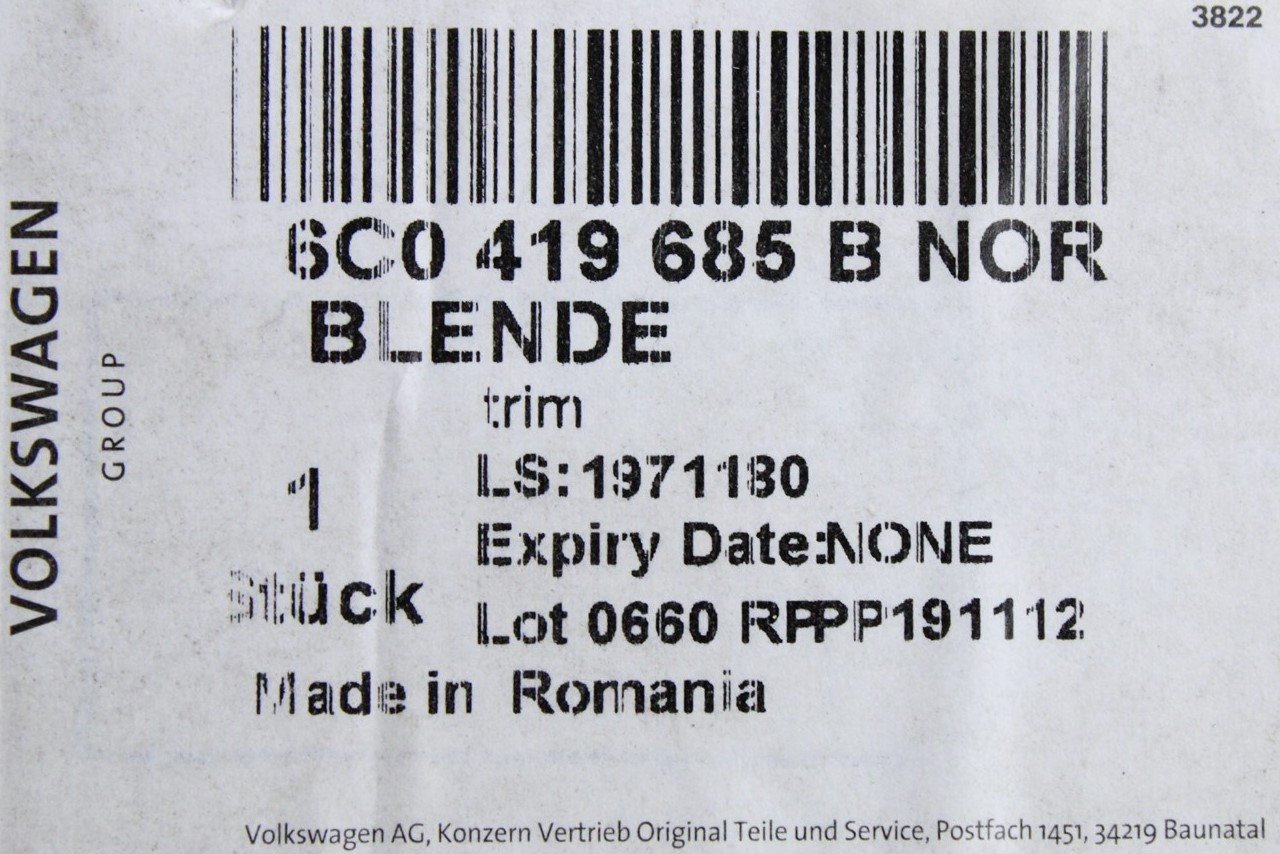 3822
VOLKSWAGEN
GROUP
6C0 419 685 B NOR
BLENDE
trim
1
LS:1971180
Stück
Expiry Date:NONE
Lot 0660 RPPP191112
Made in Romania
Volkswagen AG, Konzern Vertrieb Original Teile und Service, Postfach 1451, 34219 Baunatal